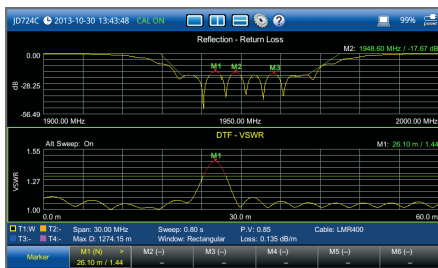 JD724C 2013-10-30 13:43:48 CAL ON 99% power
Reflection - Return Loss
M2: 1948.60 MHz / -17.67 dB
0.00
M1 M2 M3
dB -28.25
-56.49
1900.00 MHz 1950.00 MHz 2000.00 MHz
DTF - VSWR
Alt Sweep: On M1: 26.10 m / 1.44
1.55
M1
VSWR 1.27
1.00
0.0 m 30.0 m 60.0 m
T1:W T2:- Span: 30.00 MHz Sweep: 0.80 s P.V: 0.85 Cable: LMR400
T3:- T4:- Max D: 1274.15 m Window: Rectangular Loss: 0.135 dB/m
Marker M1 (N) > M2 (--) M3 (--) M4 (--) M5 (--) M6 (--)
26.10 m / 1.44 -- -- -- -- --